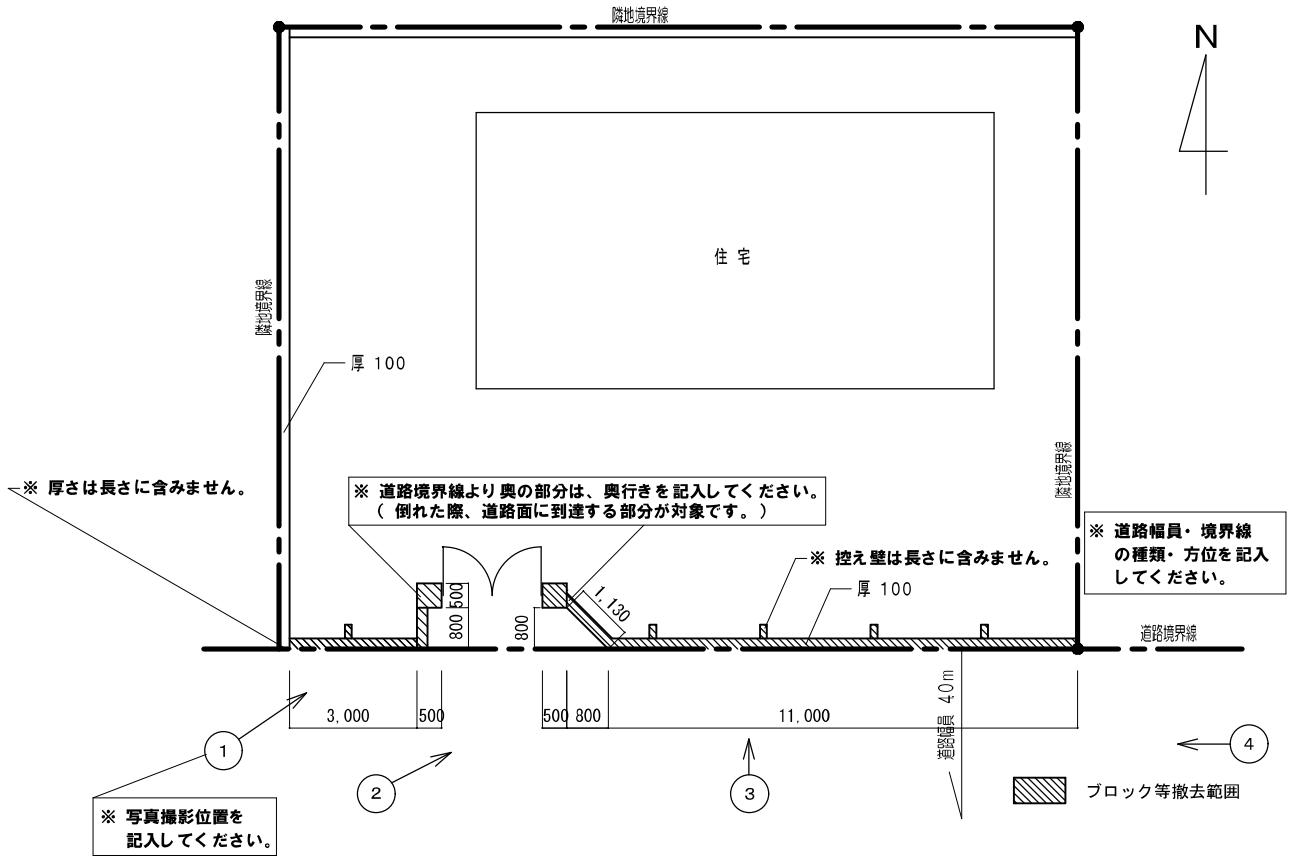 隣地境界線
N
住 宅
隣地境界線
厚 100
隣地境界線
※ 厚さは長さに含みません。
※ 道路境界線より奥の部分は、奥行きを記入してください。
( 倒れた際、道路面に到達する部分が対象です。)
※ 道路幅員・境界線
の種類・方位を記入
してください。
※ 控え壁は長さに含みません。
厚 100
500
800
800
1,130
道路境界線
3,000
500
500
800
11,000
道路幅員 4.0m
1
2
3
4
※ 写真撮影位置を
記入してください。
ブロック等撤去範囲